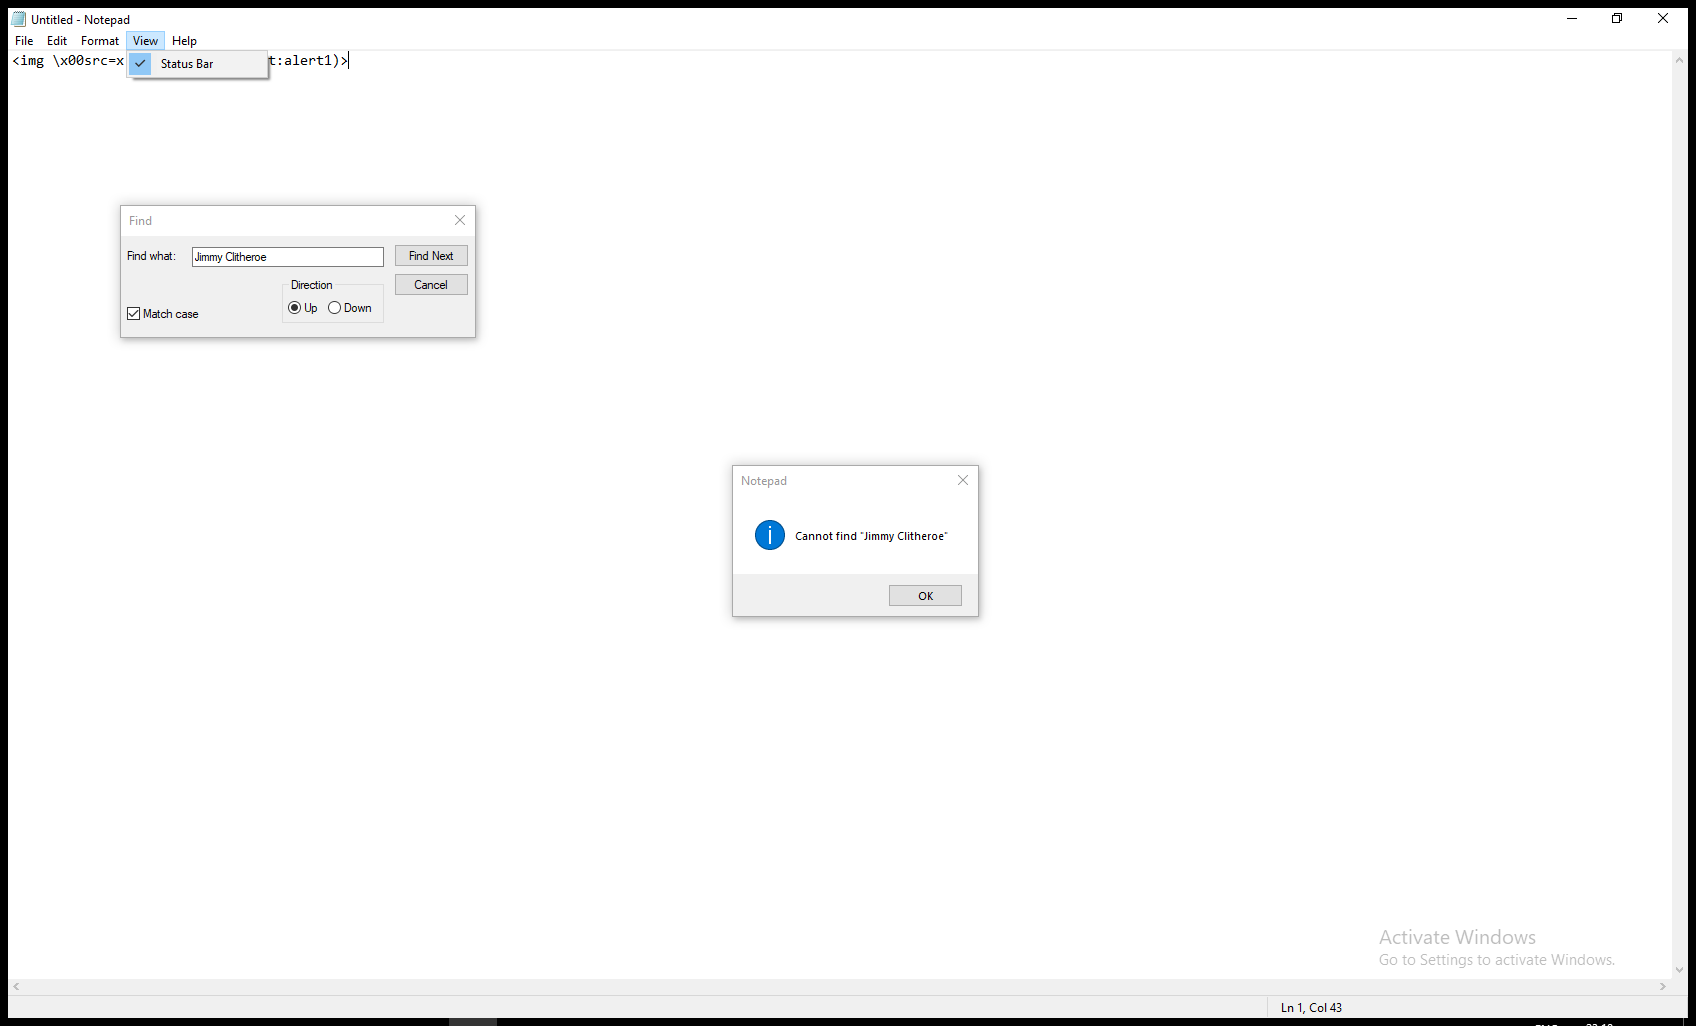 Untitled - Notepad
File Edit Format View Help
<img \x00src=x t:alert1)>
Status Bar
Find
Find what: Jimmy Clitheroe Find Next
Direction Cancel
Up Down
Match case
Notepad
Cannot find "Jimmy Clitheroe"
OK
Activate Windows
Go to Settings to activate Windows.
Ln 1, Col 43